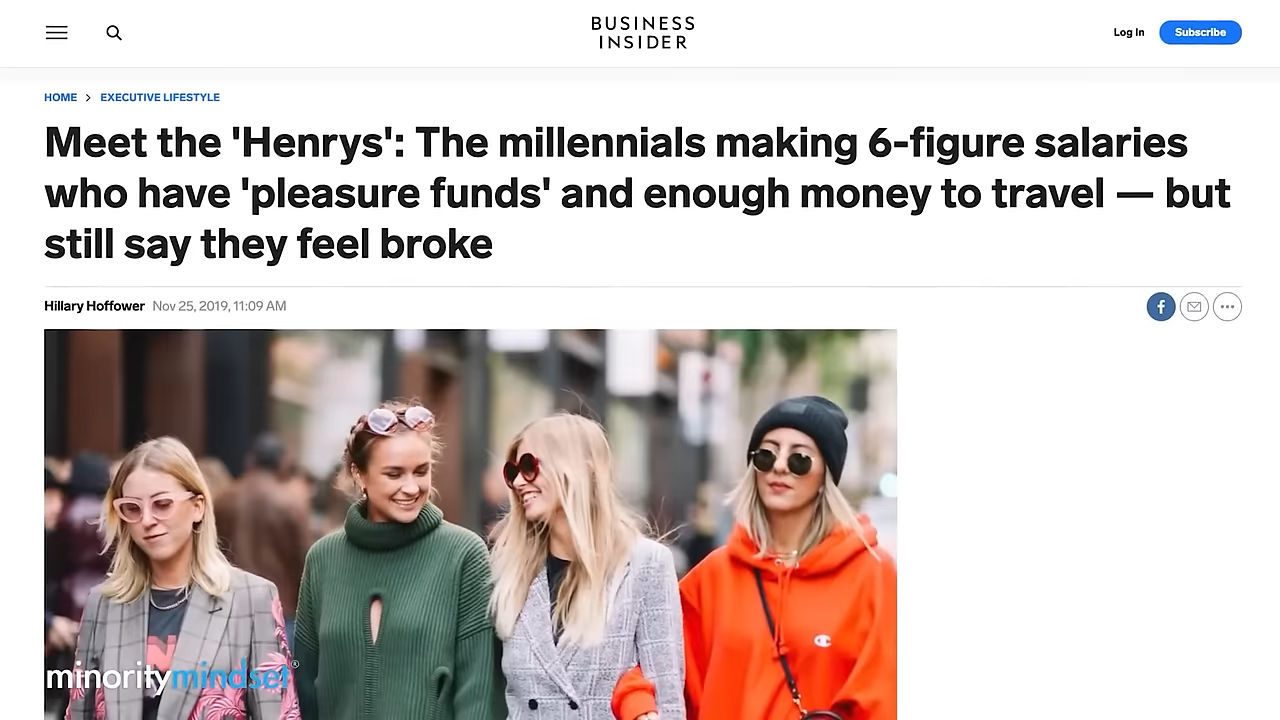 BUSINESS
INSIDER
Log In
Subscribe
HOME > EXECUTIVE LIFESTYLE
Meet the 'Henrys': The millennials making 6-figure salaries
who have 'pleasure funds' and enough money to travel — but
still say they feel broke
Hillary Hoffower Nov 25, 2019, 11:09 AM
minoritymindset®